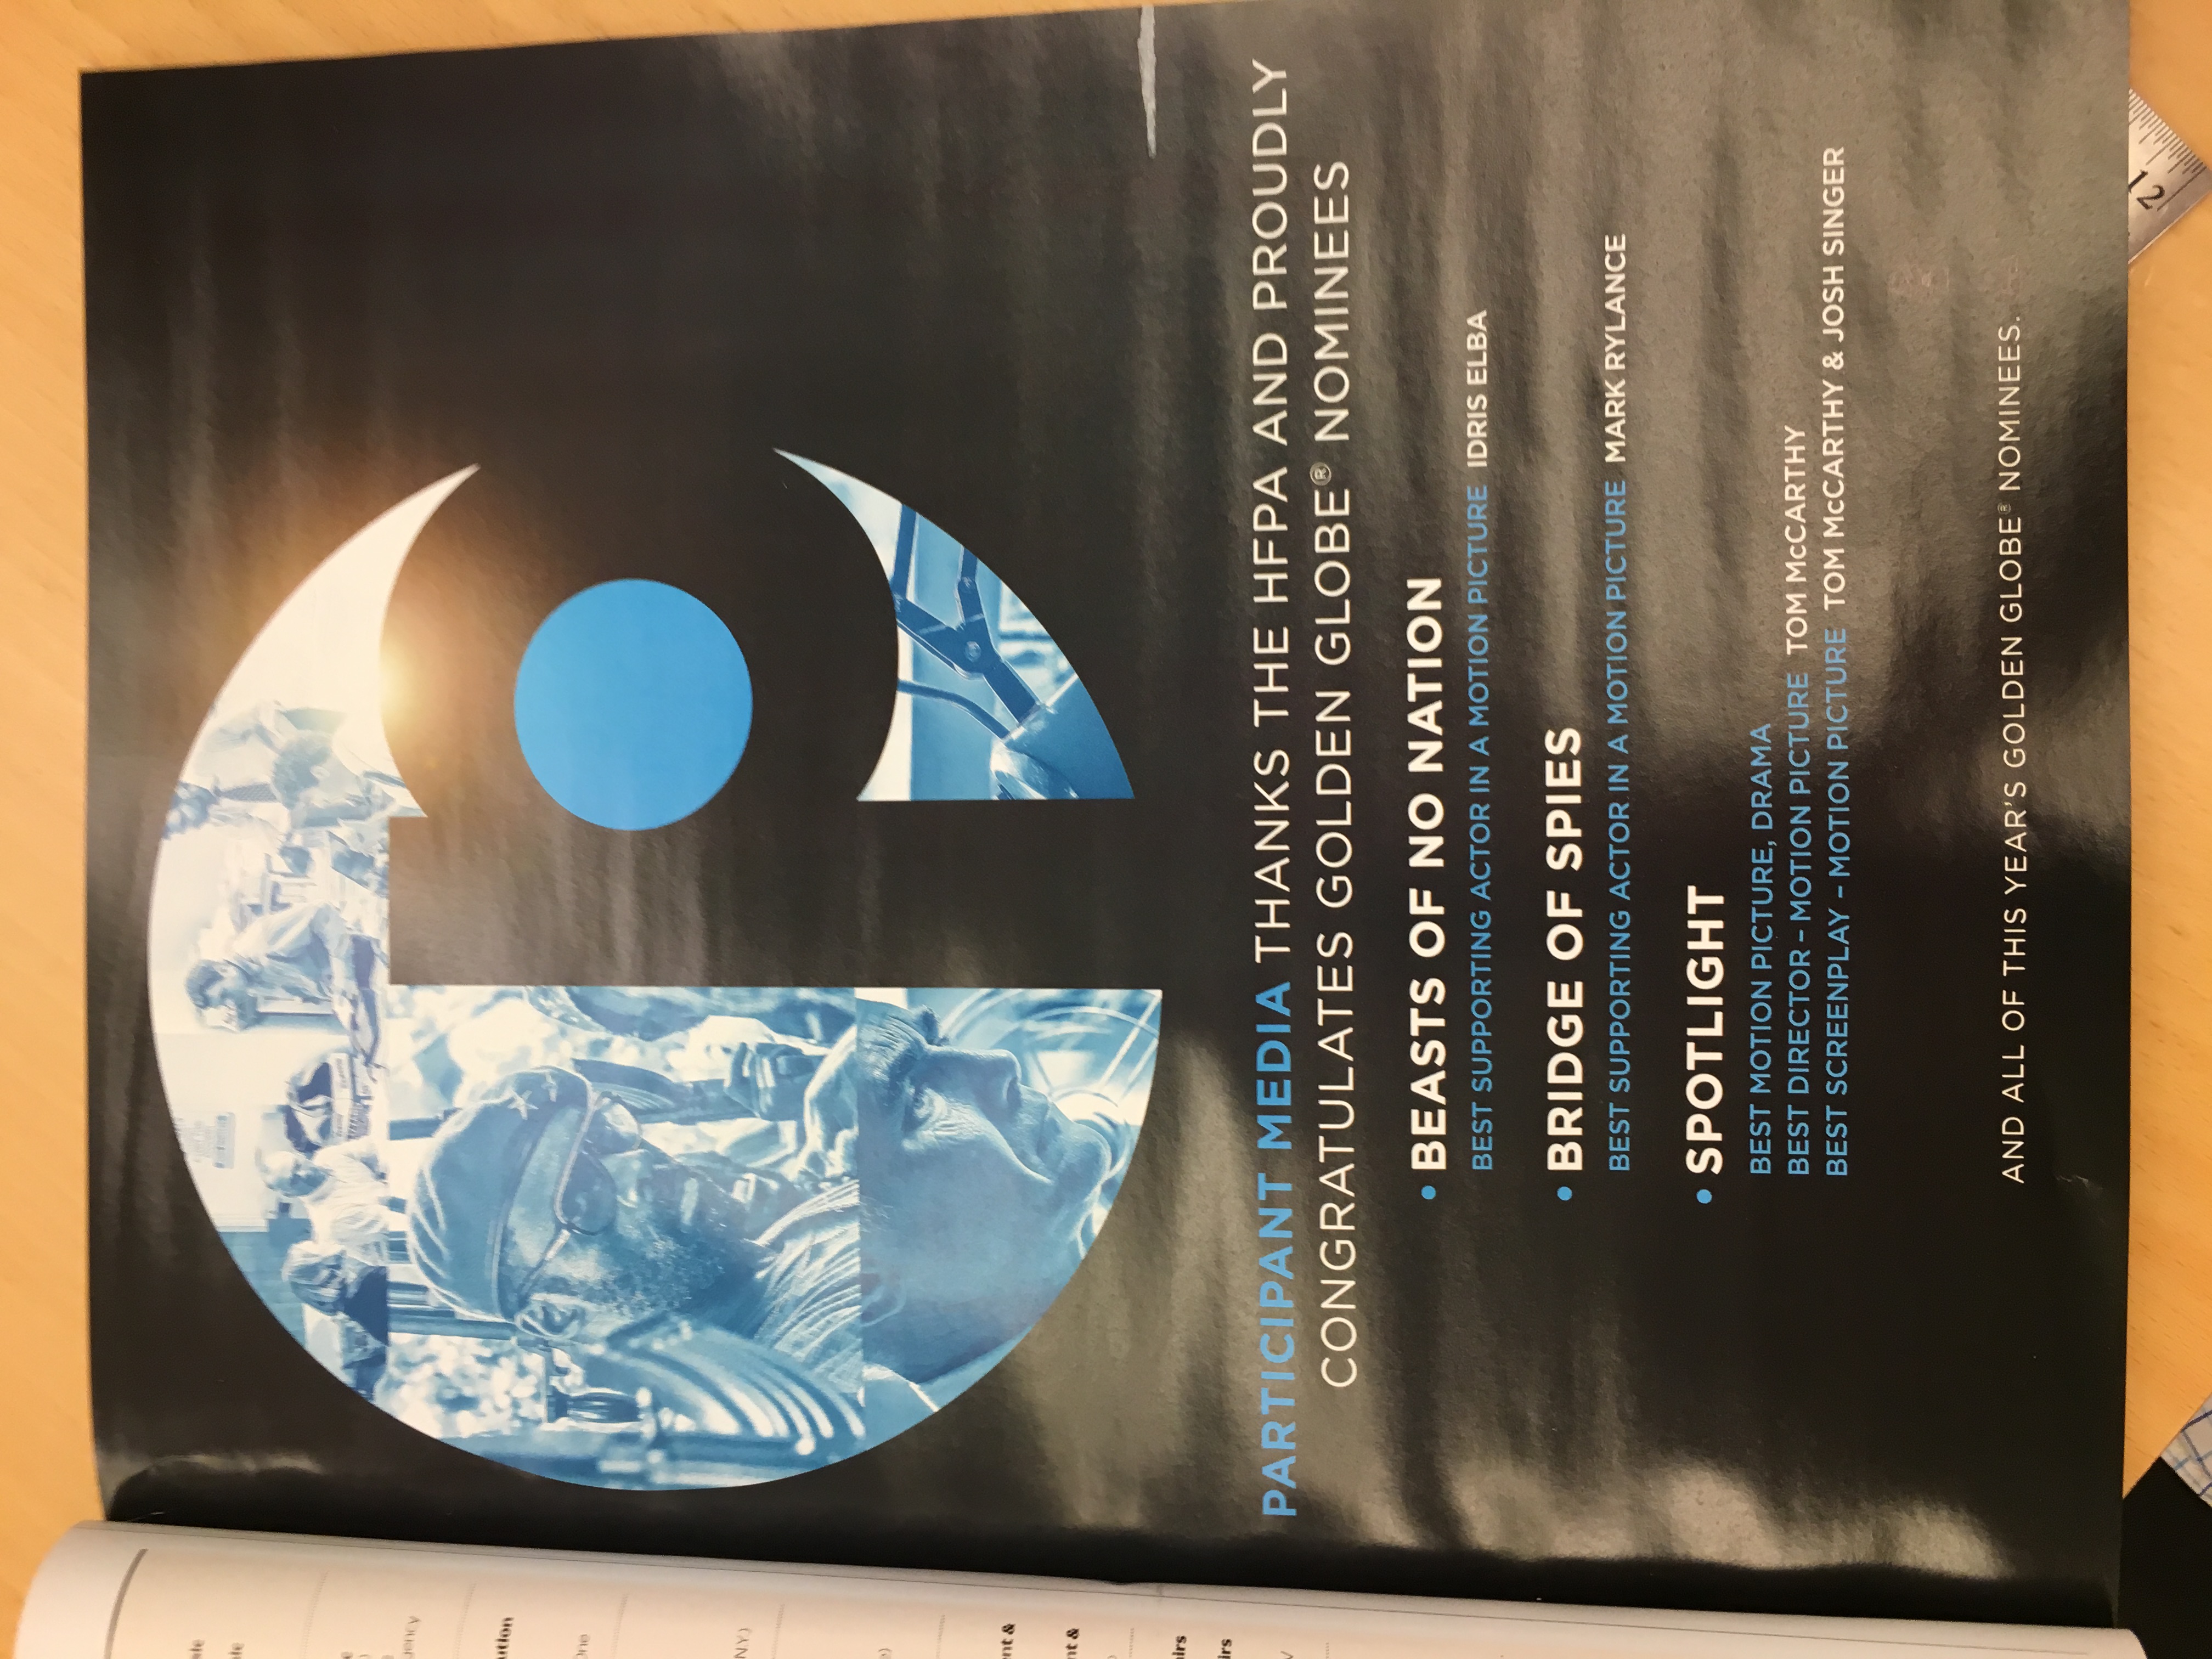 PARTICIPANT MEDIA THANKS THE HFPA AND PROUDLY
CONGRATULATES GOLDEN GLOBE® NOMINEES
• BEASTS OF NO NATION
BEST SUPPORTING ACTOR IN A MOTION PICTURE IDRIS ELBA
• BRIDGE OF SPIES
BEST SUPPORTING ACTOR IN A MOTION PICTURE MARK RYLANCE
• SPOTLIGHT
BEST MOTION PICTURE, DRAMA
BEST DIRECTOR – MOTION PICTURE TOM McCARTHY
BEST SCREENPLAY – MOTION PICTURE TOM McCARTHY & JOSH SINGER
AND ALL OF THIS YEAR'S GOLDEN GLOBE® NOMINEES.
12